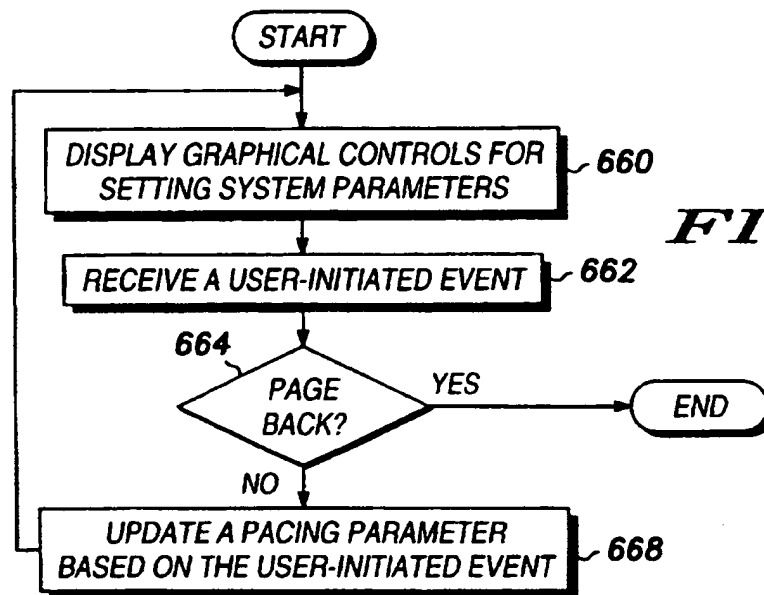 START
DISPLAY GRAPHICAL CONTROLS FOR
SETTING SYSTEM PARAMETERS
660
FI
RECEIVE A USER-INITIATED EVENT
662
664
PAGE
BACK?
YES
END
NO
UPDATE A PACING PARAMETER
BASED ON THE USER-INITIATED EVENT
668